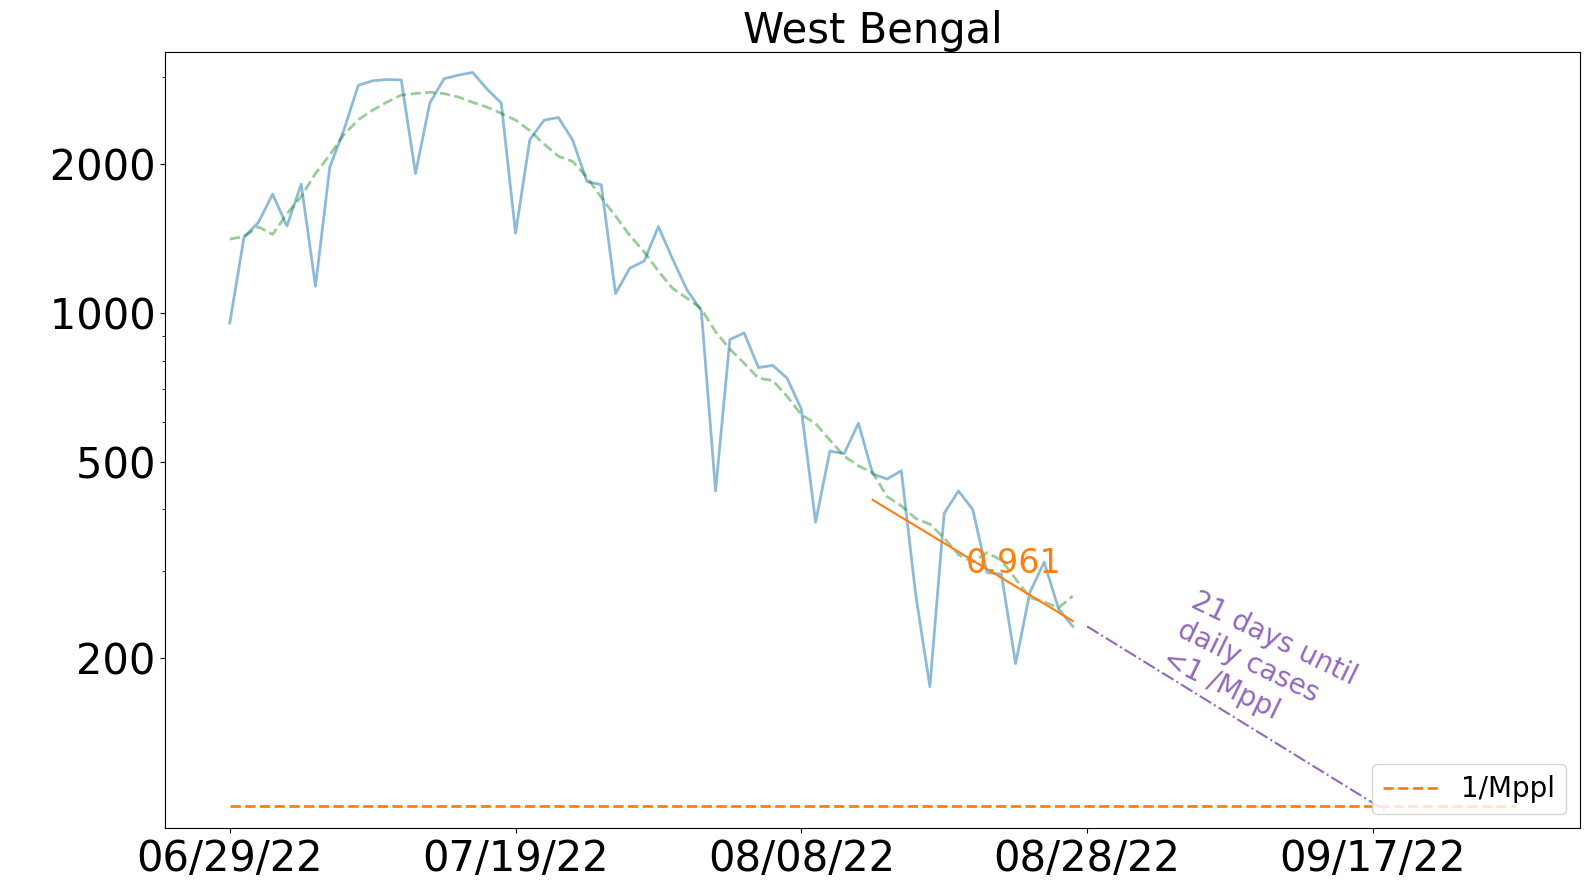 West Bengal
2000
1000
500
200
0.961
21 days until
daily cases
<1 /Mppl
1/Mppl
06/29/22 07/19/22 08/08/22 08/28/22 09/17/22